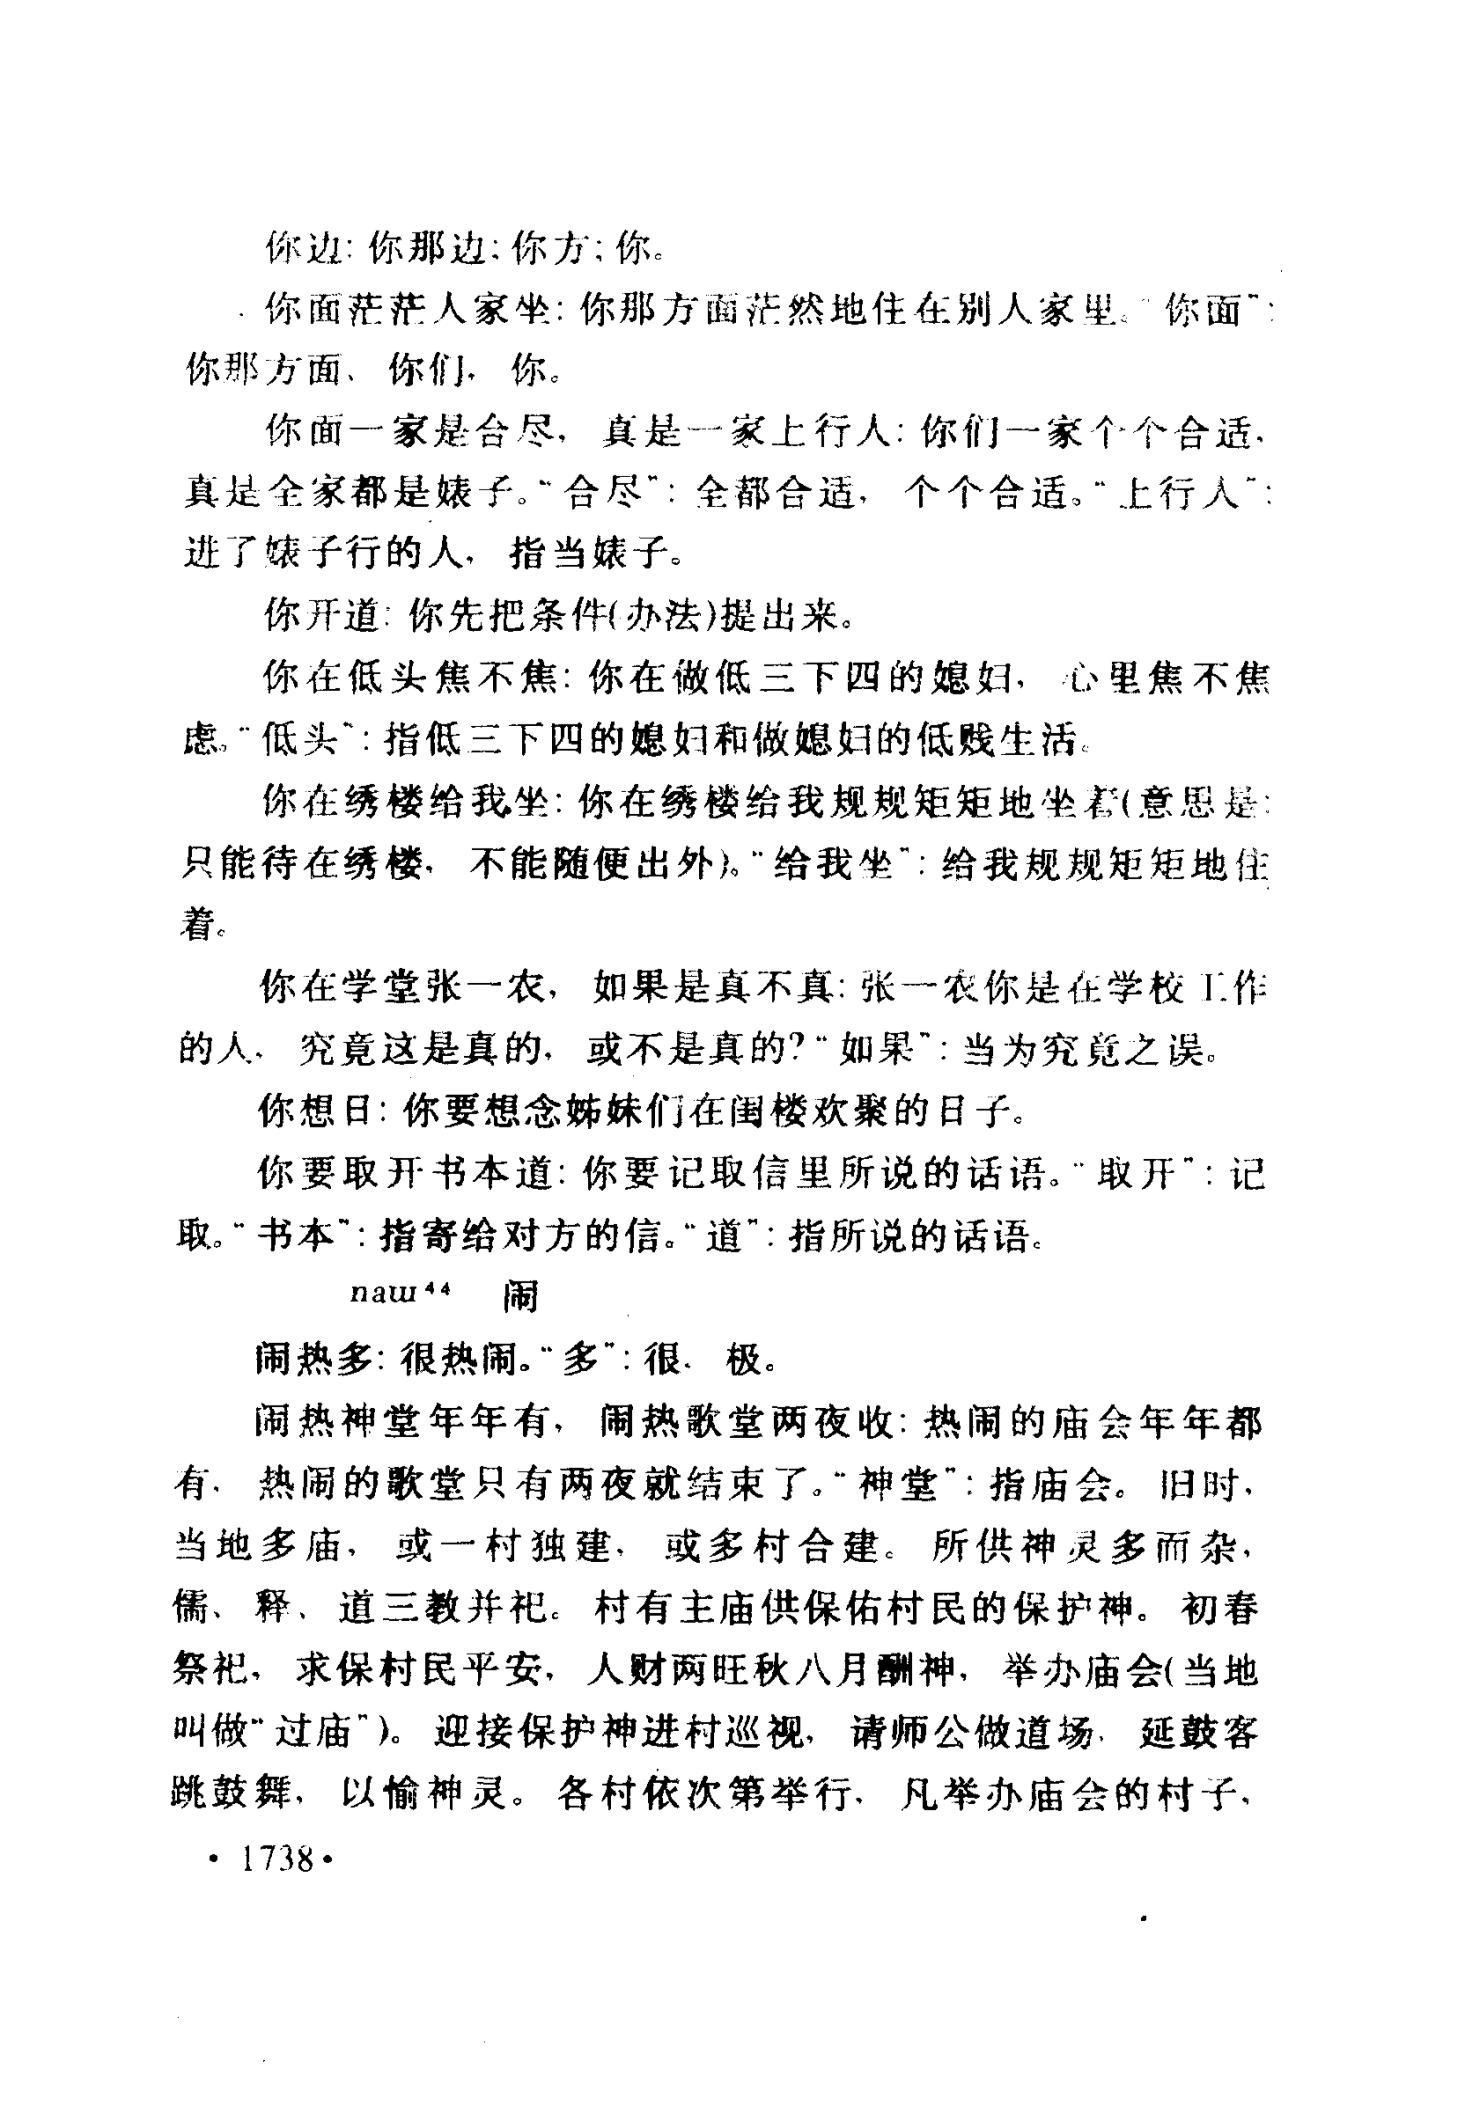 你边：你那边；你方；你。
你面茫茫人家坐：你那方面茫然地住在别人家里。“你面”：
你那方面、你们，你。
你面一家是合尽，真是一家上行人：你们一家个个合适，
真是全家都是婊子。“合尽”：全都合适，个个合适。“上行人”：
进了婊子行的人，指当婊子。
你开道：你先把条件(办法)提出来。
你在低头焦不焦：你在做低三下四的媳妇，心里焦不焦
虑。“低头”：指低三下四的媳妇和做媳妇的低贱生活。
你在绣楼给我坐：你在绣楼给我规规矩矩地坐着(意思是：
只能待在绣楼，不能随便出外)。“给我坐”：给我规规矩矩地住
着。
你在学堂张一农，如果是真不真：张一农你是在学校工作
的人，究竟这是真的，或不是真的？“如果”：当为究竟之误。
你想日：你要想念姊妹们在闺楼欢聚的日子。
你要取开书本道：你要记取信里所说的话语。“取开”：记
取。“书本”：指寄给对方的信。“道”：指所说的话语。
naɯ⁴⁴ 闹
闹热多：很热闹。“多”：很，极。
闹热神堂年年有，闹热歌堂两夜收：热闹的庙会年年都
有，热闹的歌堂只有两夜就结束了。“神堂”：指庙会。旧时，
当地多庙，或一村独建，或多村合建。所供神灵多而杂，
儒、释、道三教并祀。村有主庙供保佑村民的保护神。初春
祭祀，求保村民平安，人财两旺秋八月酬神，举办庙会(当地
叫做“过庙”)。迎接保护神进村巡视，请师公做道场，延鼓客
跳鼓舞，以愉神灵。各村依次第举行，凡举办庙会的村子，
·1738·